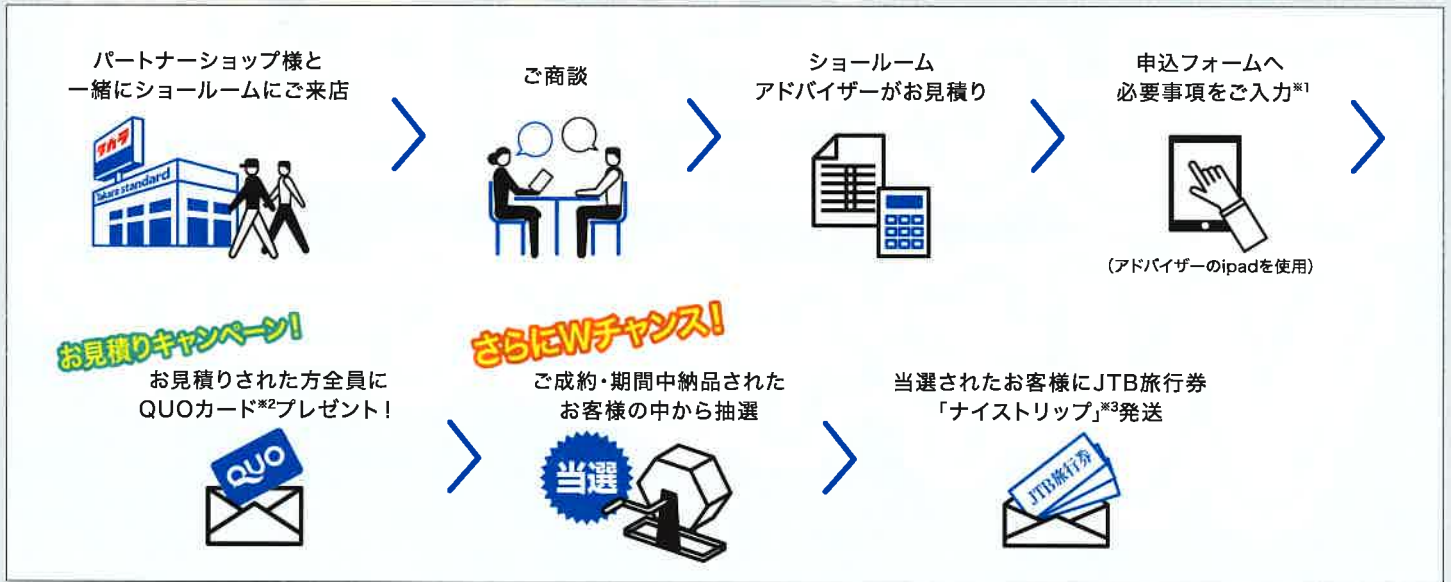 パートナーショップ様と
一緒にショールームにご来店
ご商談
ショールーム
アドバイザーがお見積り
申込フォームへ
必要事項をご入力※1
タカラ
Takara standard
(アドバイザーのipadを使用)
お見積りキャンペーン!
お見積りされた方全員に
QUOカード※2プレゼント!
さらにWチャンス!
ご成約・期間中納品された
お客様の中から抽選
当選されたお客様にJTB旅行券
「ナイストリップ」※3発送
QUO
当選
JTB旅行券